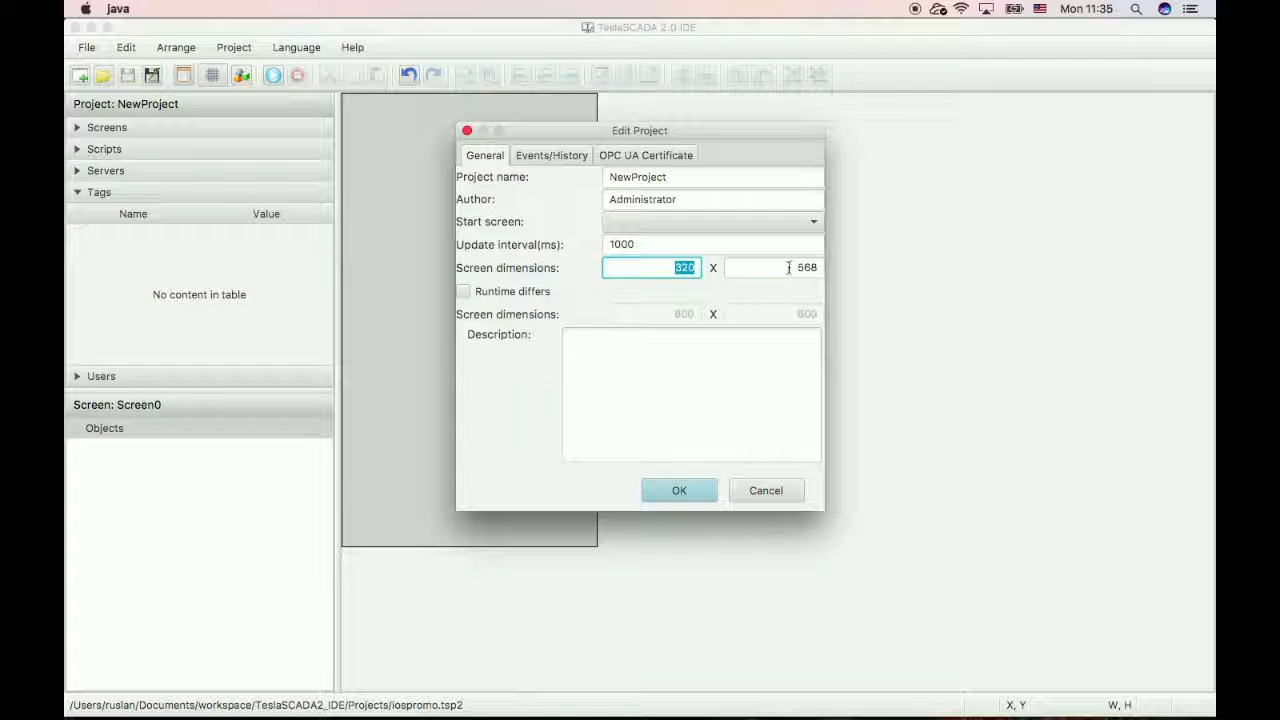 java
Mon 11:35
TeslaSCADA 2.0 IDE
File Edit Arrange Project Language Help
Project: NewProject
Screens
Scripts
Servers
Tags
Name Value
No content in table
Users
Screen: Screen0
Objects
Edit Project
General Events/History OPC UA Certificate
Project name: NewProject
Author: Administrator
Start screen:
Update interval(ms): 1000
Screen dimensions: 320 X 568
Runtime differs
Screen dimensions: 800 X 600
Description:
OK Cancel
/Users/ruslan/Documents/workspace/TeslaSCADA2_IDE/Projects/iospromo.tsp2
X, Y W, H